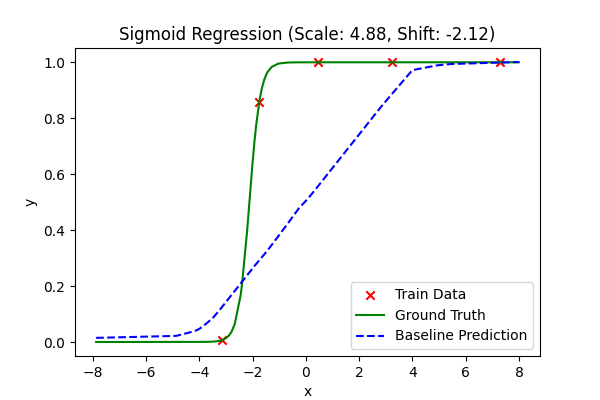 Sigmoid Regression (Scale: 4.88, Shift: -2.12)
1.0
0.8
0.6
0.4
0.2
0.0
y
−8 −6 −4 −2 0 2 4 6 8
x
Train Data
Ground Truth
Baseline Prediction